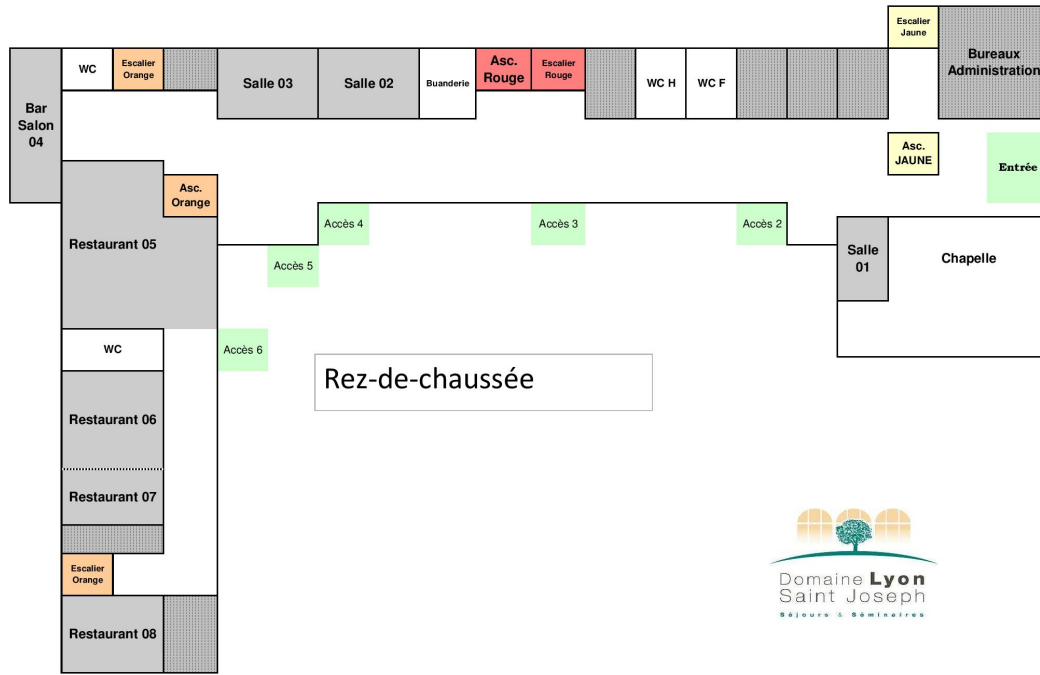 Escalier
Jaune
Bureaux
Administration
WC
Escalier
Orange
Salle 03
Salle 02
Buanderie
Asc.
Rouge
Escalier
Rouge
WC H
WC F
Bar
Salon
04
Asc.
JAUNE
Entrée
Asc.
Orange
Restaurant 05
Accès 4
Accès 3
Accès 2
Accès 5
Salle
01
Chapelle
WC
Accès 6
Rez-de-chaussée
Restaurant 06
Restaurant 07
Escalier
Orange
Restaurant 08
Domaine Lyon
Saint Joseph
Séjours & Séminaires